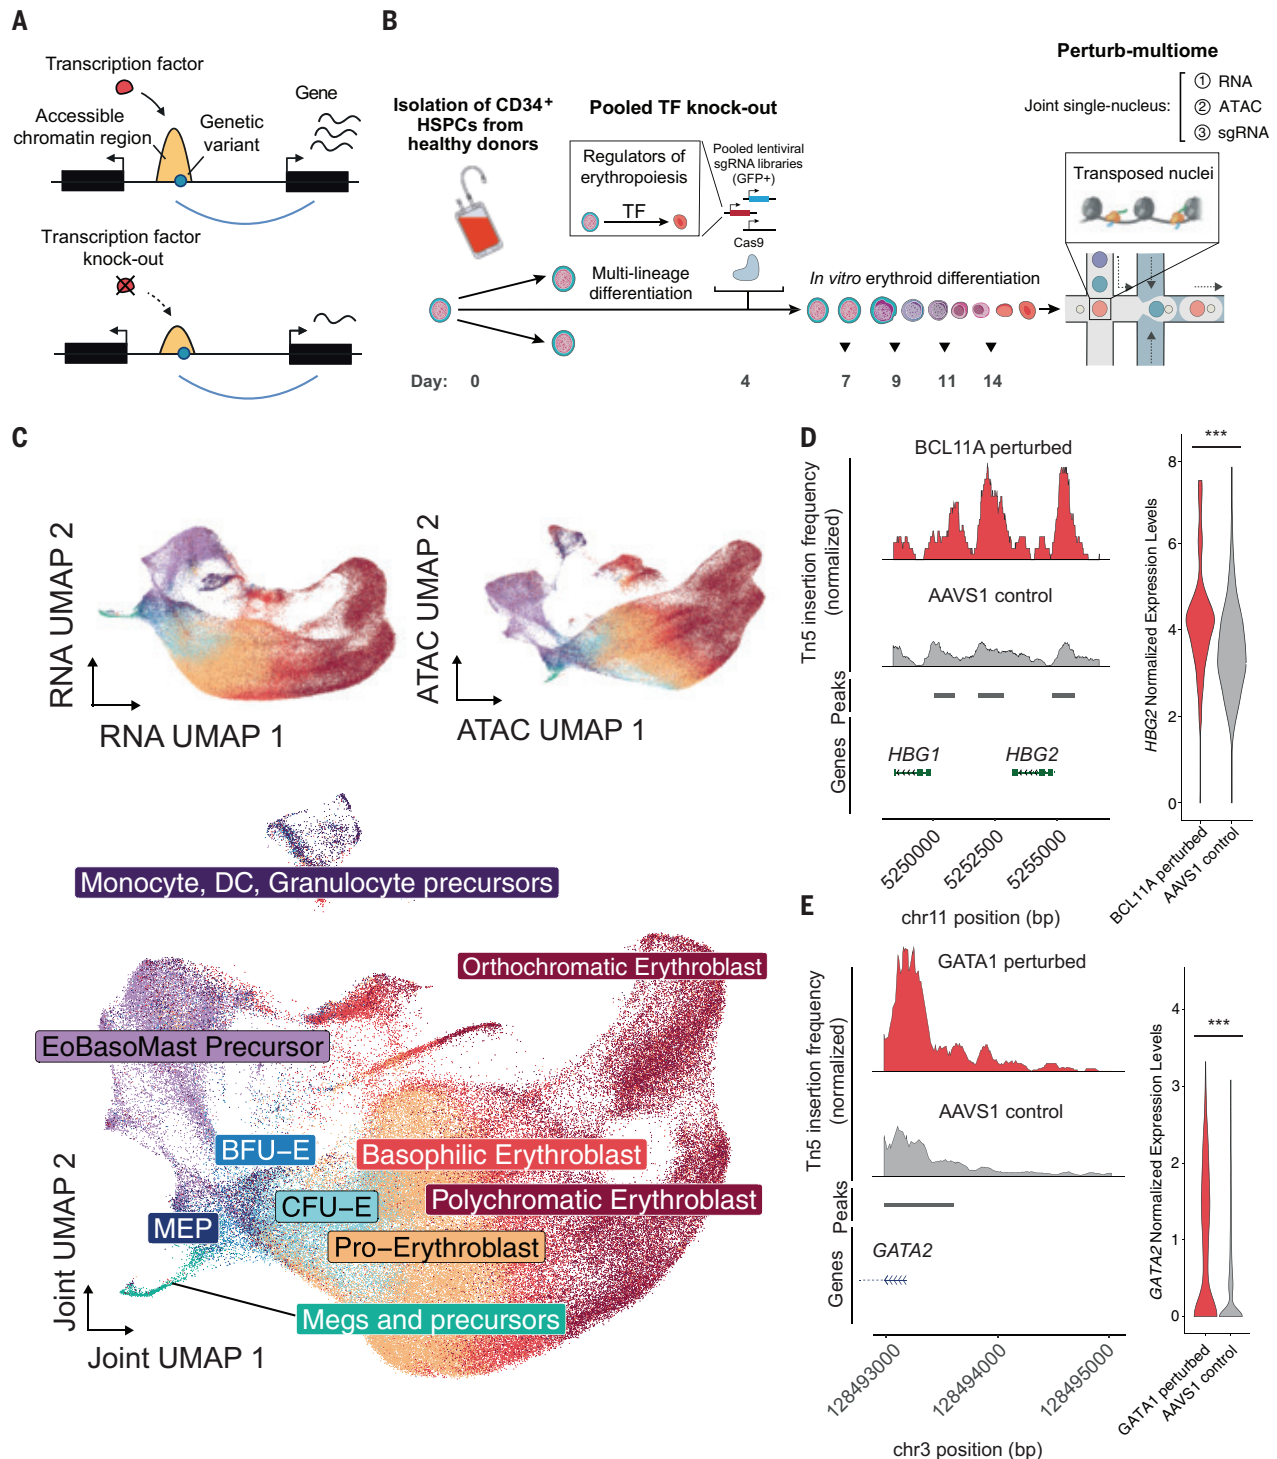 A
Transcription factor
Gene
Accessible
chromatin region
Genetic
variant
Transcription factor
knock-out
B
Isolation of CD34+
HSPCs from
healthy donors
Pooled TF knock-out
Regulators of
erythropoiesis
TF
Pooled lentiviral
sgRNA libraries
(GFP+)
Cas9
Multi-lineage
differentiation
In vitro erythroid differentiation
Perturb-multiome
Joint single-nucleus:
1 RNA
2 ATAC
3 sgRNA
Transposed nuclei
Day: 0 4 7 9 11 14
C
RNA UMAP 2
RNA UMAP 1
ATAC UMAP 2
ATAC UMAP 1
Monocyte, DC, Granulocyte precursors
Orthochromatic Erythroblast
EoBasoMast Precursor
BFU-E
Basophilic Erythroblast
CFU-E
Polychromatic Erythroblast
MEP
Pro-Erythroblast
Megs and precursors
Joint UMAP 2
Joint UMAP 1
D
Tn5 insertion frequency
(normalized)
BCL11A perturbed
AAVS1 control
Peaks
Genes
HBG1
HBG2
5250000
5252500
5255000
chr11 position (bp)
HBG2 Normalized Expression Levels
***
8
6
4
2
0
BCL11A perturbed
AAVS1 control
E
Tn5 insertion frequency
(normalized)
GATA1 perturbed
AAVS1 control
Peaks
Genes
GATA2
128493000
128494000
128495000
chr3 position (bp)
GATA2 Normalized Expression Levels
***
4
3
2
1
0
GATA1 perturbed
AAVS1 control